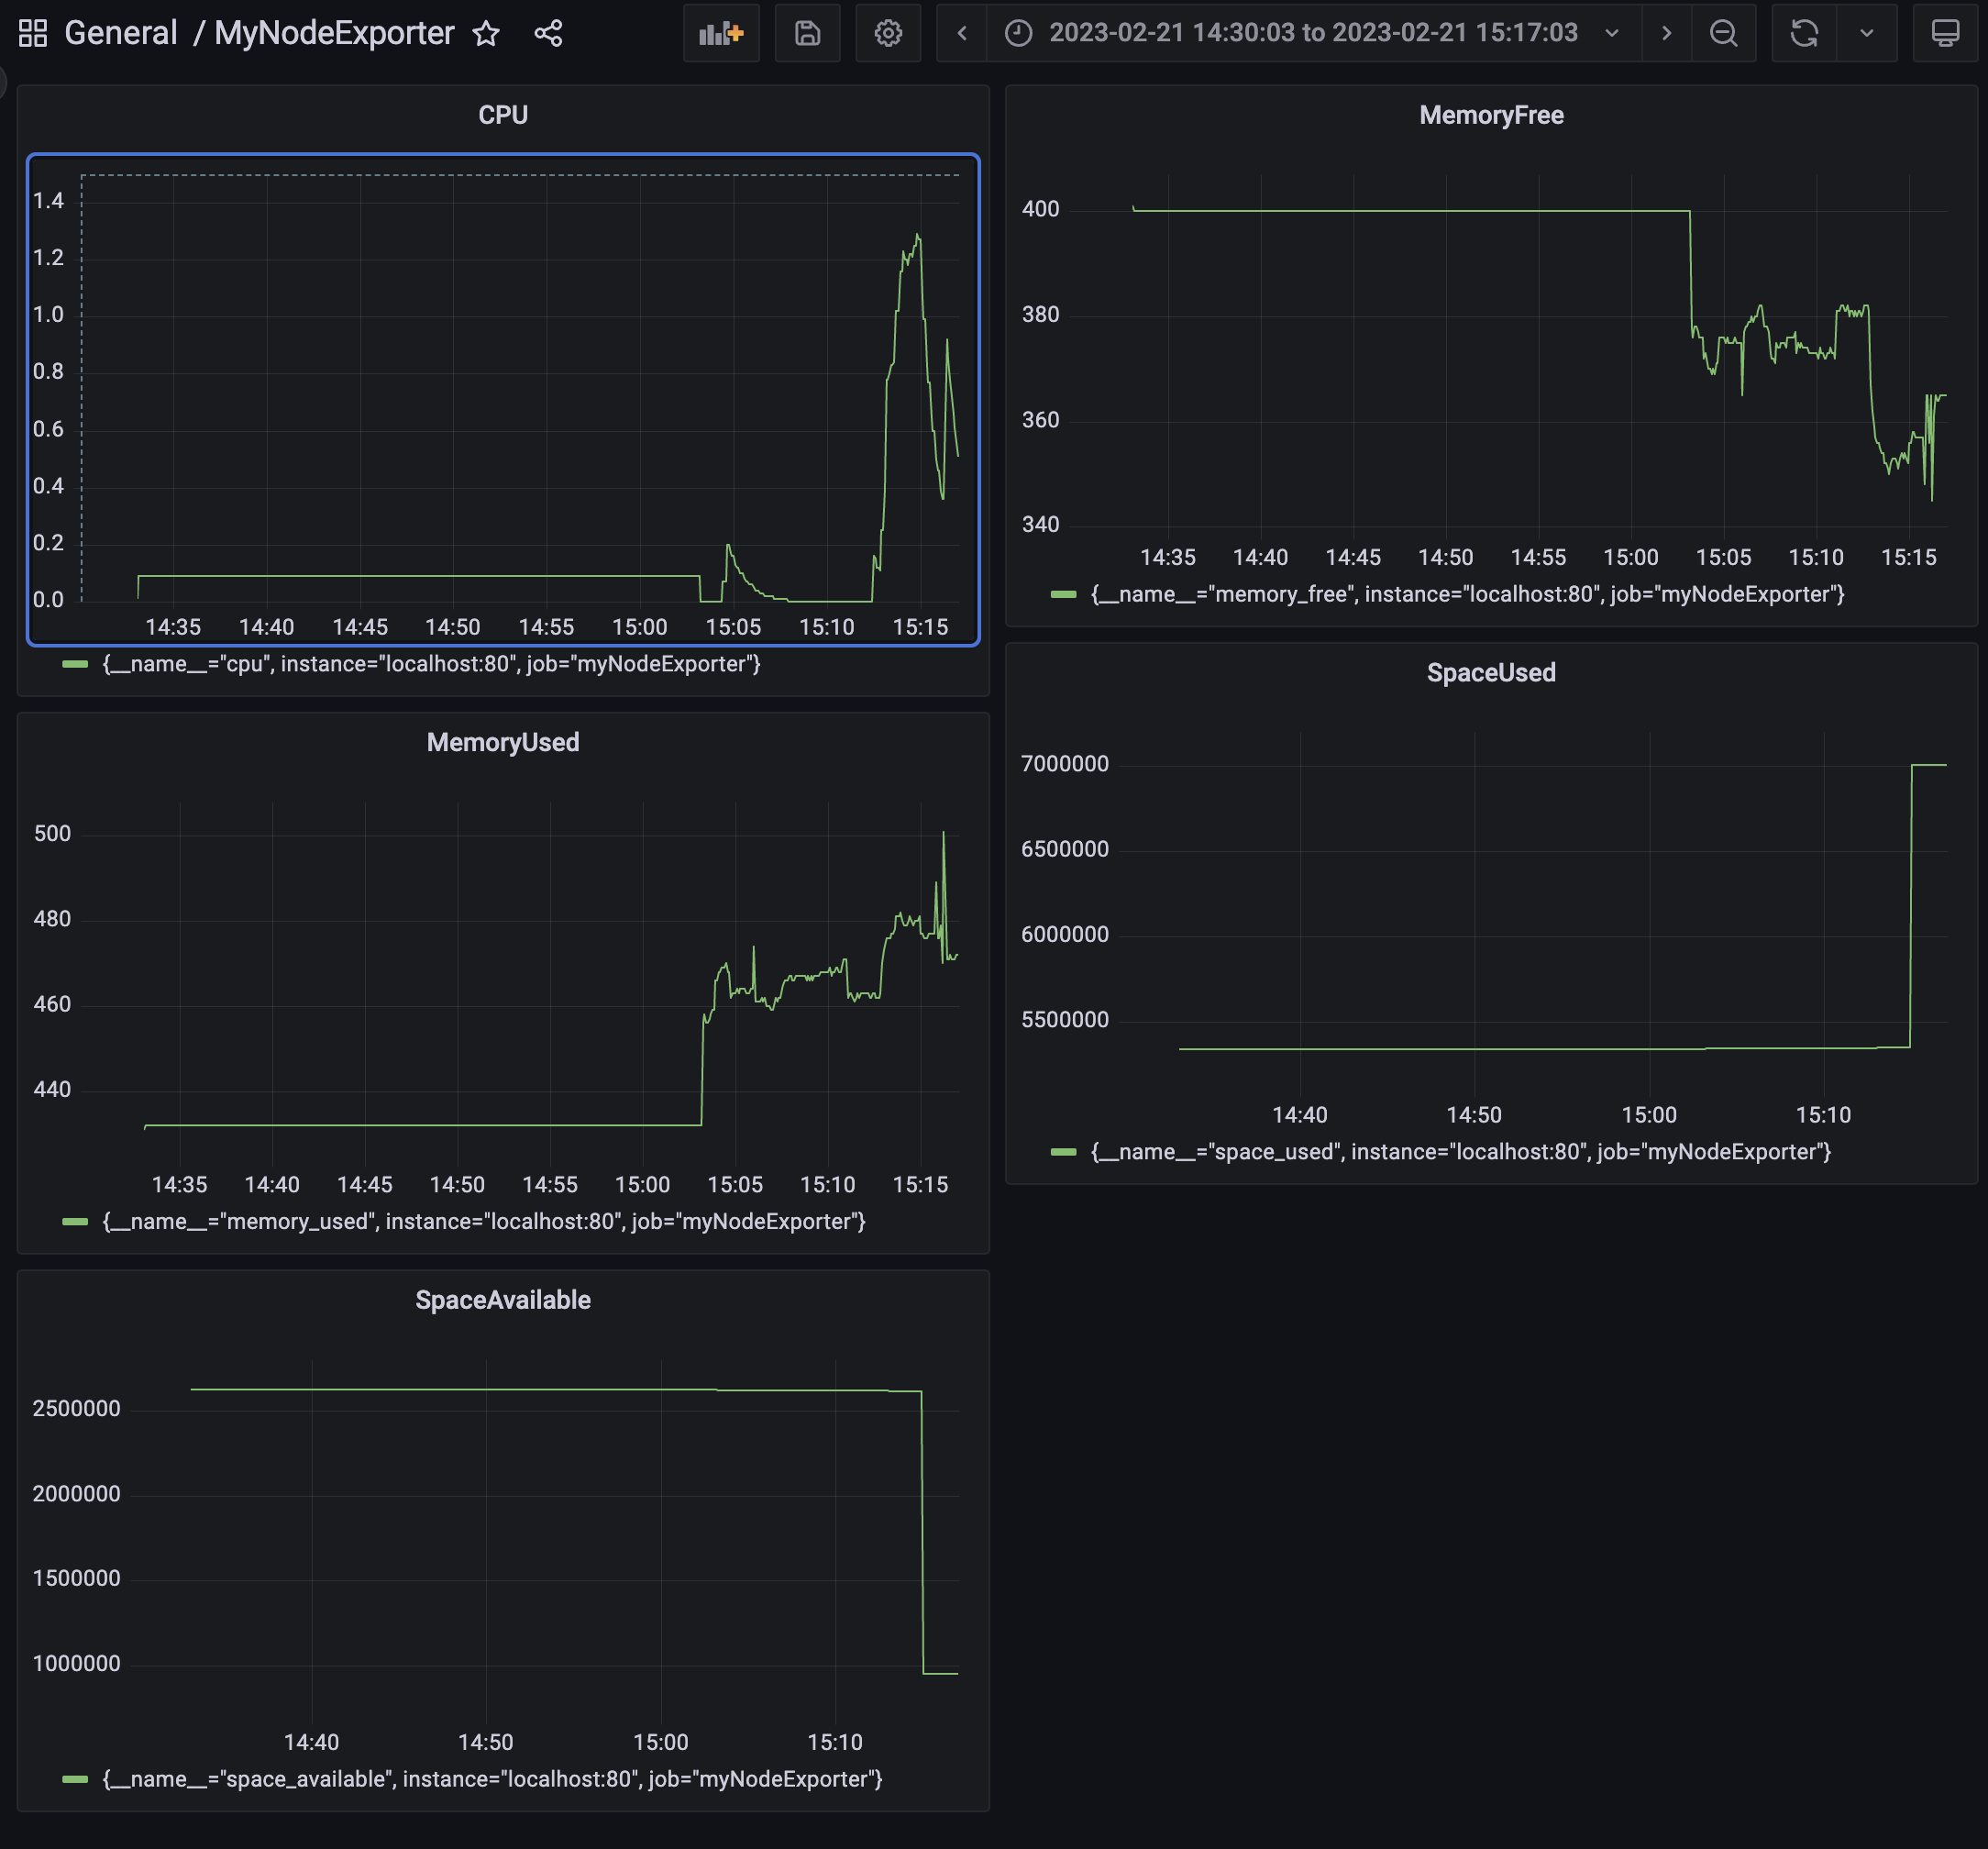 General / MyNodeExporter
2023-02-21 14:30:03 to 2023-02-21 15:17:03
CPU
1.4
1.2
1.0
0.8
0.6
0.4
0.2
0.0
14:35 14:40 14:45 14:50 14:55 15:00 15:05 15:10 15:15
{__name__="cpu", instance="localhost:80", job="myNodeExporter"}
MemoryFree
400
380
360
340
14:35 14:40 14:45 14:50 14:55 15:00 15:05 15:10 15:15
{__name__="memory_free", instance="localhost:80", job="myNodeExporter"}
MemoryUsed
500
480
460
440
14:35 14:40 14:45 14:50 14:55 15:00 15:05 15:10 15:15
{__name__="memory_used", instance="localhost:80", job="myNodeExporter"}
SpaceUsed
7000000
6500000
6000000
5500000
14:40 14:50 15:00 15:10
{__name__="space_used", instance="localhost:80", job="myNodeExporter"}
SpaceAvailable
2500000
2000000
1500000
1000000
14:40 14:50 15:00 15:10
{__name__="space_available", instance="localhost:80", job="myNodeExporter"}